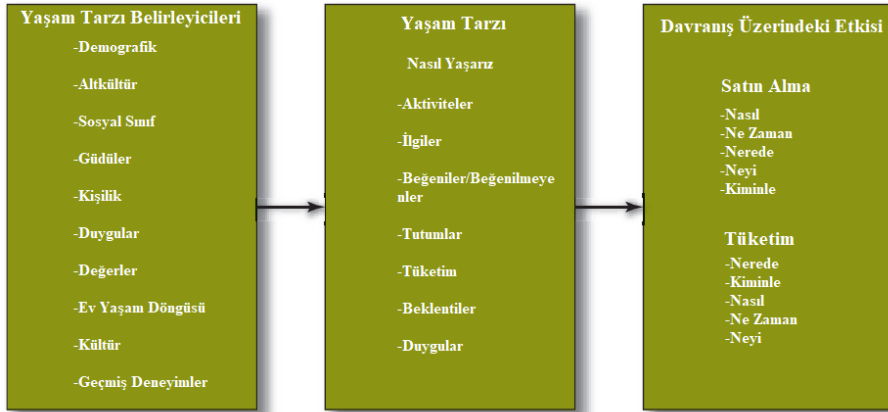 Yaşam Tarzı Belirleyicileri
-Demografik
-Altkültür
-Sosyal Sınıf
-Güdüler
-Kişilik
-Duygular
-Değerler
-Ev Yaşam Döngüsü
-Kültür
-Geçmiş Deneyimler
Yaşam Tarzı
Nasıl Yaşarız
-Aktiviteler
-İlgiler
-Beğeniler/Beğenilmeye
nler
-Tutumlar
-Tüketim
-Beklentiler
-Duygular
Davranış Üzerindeki Etkisi
Satın Alma
-Nasıl
-Ne Zaman
-Nerede
-Neyi
-Kiminle
Tüketim
-Nerede
-Kiminle
-Nasıl
-Ne Zaman
-Neyi